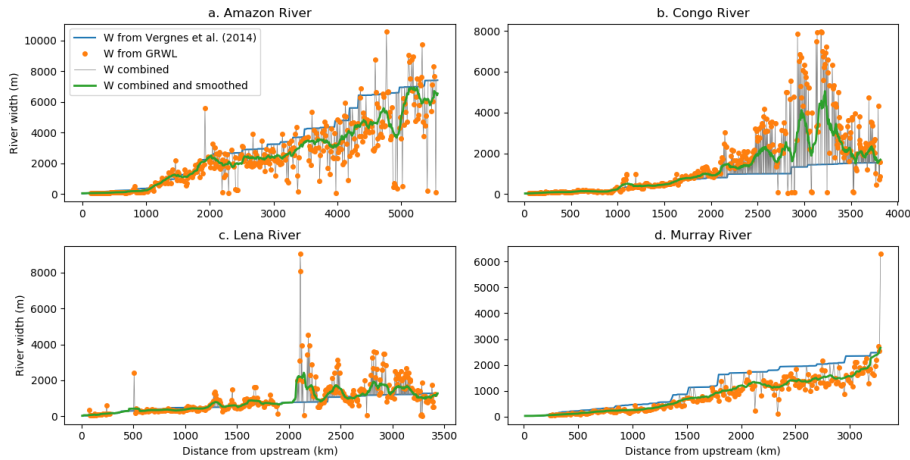 a. Amazon River
W from Vergnes et al. (2014)
W from GRWL
W combined
W combined and smoothed
River width (m)
10000
8000
6000
4000
2000
0
0 1000 2000 3000 4000 5000
b. Congo River
8000
6000
4000
2000
0
0 500 1000 1500 2000 2500 3000 3500 4000
c. Lena River
River width (m)
8000
6000
4000
2000
0
0 500 1000 1500 2000 2500 3000 3500
Distance from upstream (km)
d. Murray River
6000
5000
4000
3000
2000
1000
0
0 500 1000 1500 2000 2500 3000
Distance from upstream (km)